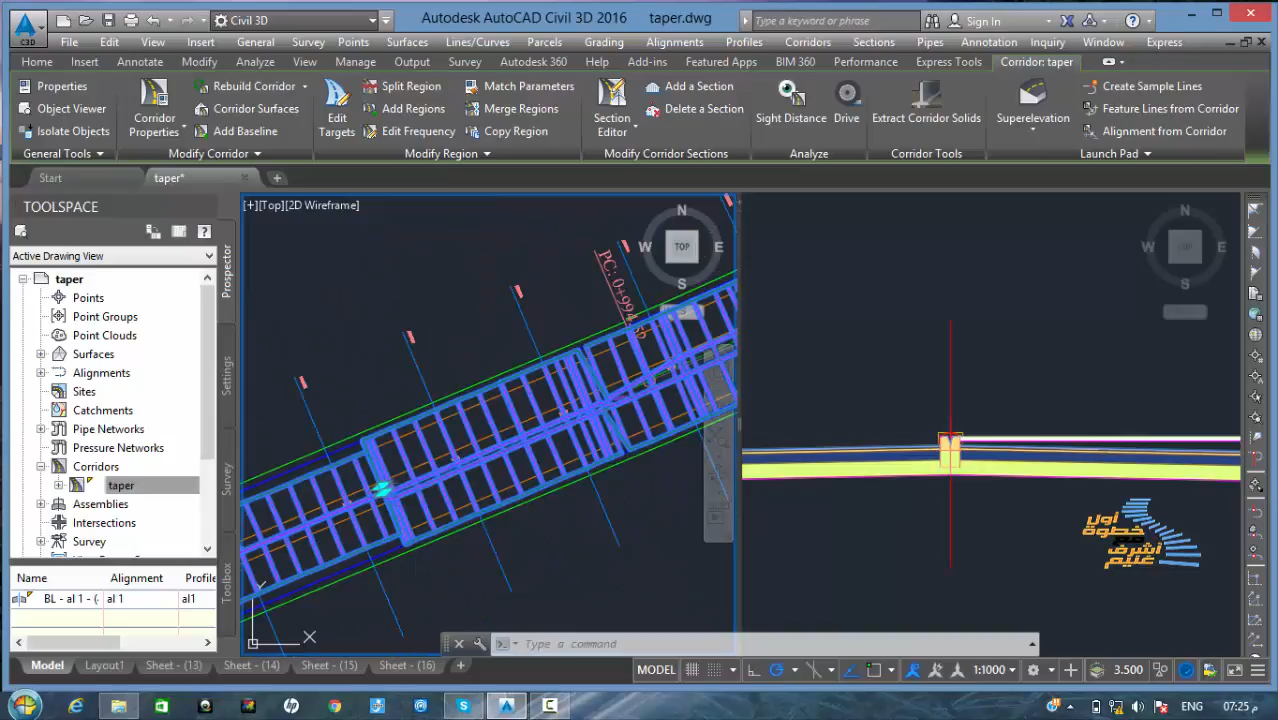 Civil 3D
Autodesk AutoCAD Civil 3D 2016 taper.dwg
Type a keyword or phrase
Sign In
C3D
File Edit View Insert General Survey Points Surfaces Lines/Curves Parcels Grading Alignments Profiles Corridors Sections Pipes Annotation Inquiry Window Express
Home Insert Annotate Modify Analyze View Manage Output Survey Autodesk 360 Help Add-ins Featured Apps BIM 360 Performance Express Tools Corridor: taper
Properties
Object Viewer
Isolate Objects
General Tools
Corridor Properties
Rebuild Corridor
Corridor Surfaces
Add Baseline
Modify Corridor
Edit Targets
Split Region
Add Regions
Edit Frequency
Match Parameters
Merge Regions
Copy Region
Modify Region
Section Editor
Add a Section
Delete a Section
Modify Corridor Sections
Sight Distance
Drive
Analyze
Extract Corridor Solids
Corridor Tools
Superelevation
Create Sample Lines
Feature Lines from Corridor
Alignment from Corridor
Launch Pad
Start
taper*
TOOLSPACE
Active Drawing View
taper
Points
Point Groups
Point Clouds
Surfaces
Alignments
Sites
Catchments
Pipe Networks
Pressure Networks
Corridors
taper
Assemblies
Intersections
Survey
Prospector
Settings
Survey
Toolbox
Name Alignment Profile
BL - al 1 - ( al 1 al1
[+][Top][2D Wireframe]
N
W TOP E
S
N
W TOP E
S
PC: 0+994.
X
أول
خطوة
مع
أشرف
غنيم
Type a command
Model Layout1 Sheet - (13) Sheet - (14) Sheet - (15) Sheet - (16)
MODEL 1:1000 3.500
ENG 07:25 م